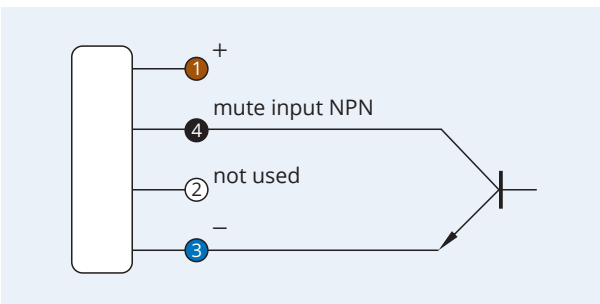 1 +
4 mute input NPN
2 not used
3 –